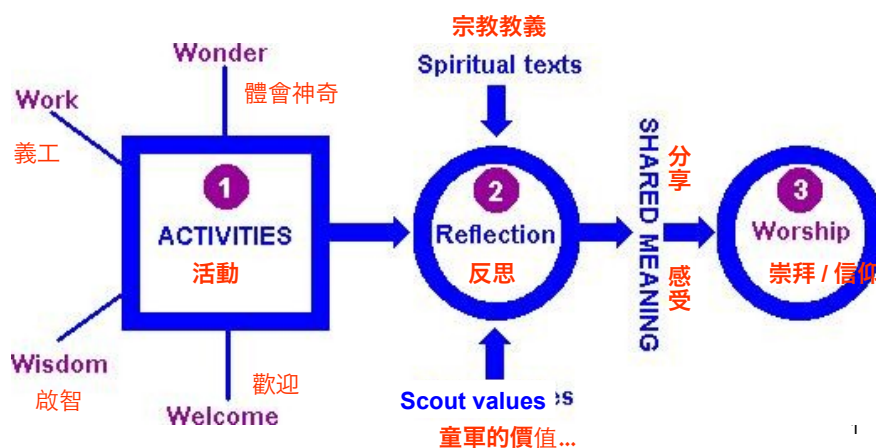 宗教教義
Wonder
Spiritual texts
Work
體會神奇
義工
1
2
3
ACTIVITIES
活動
Reflection
反思
SHARED MEANING
分享
感受
Worship
崇拜 / 信仰
Wisdom
啟智
歡迎
Welcome
Scout values
童軍的價值...